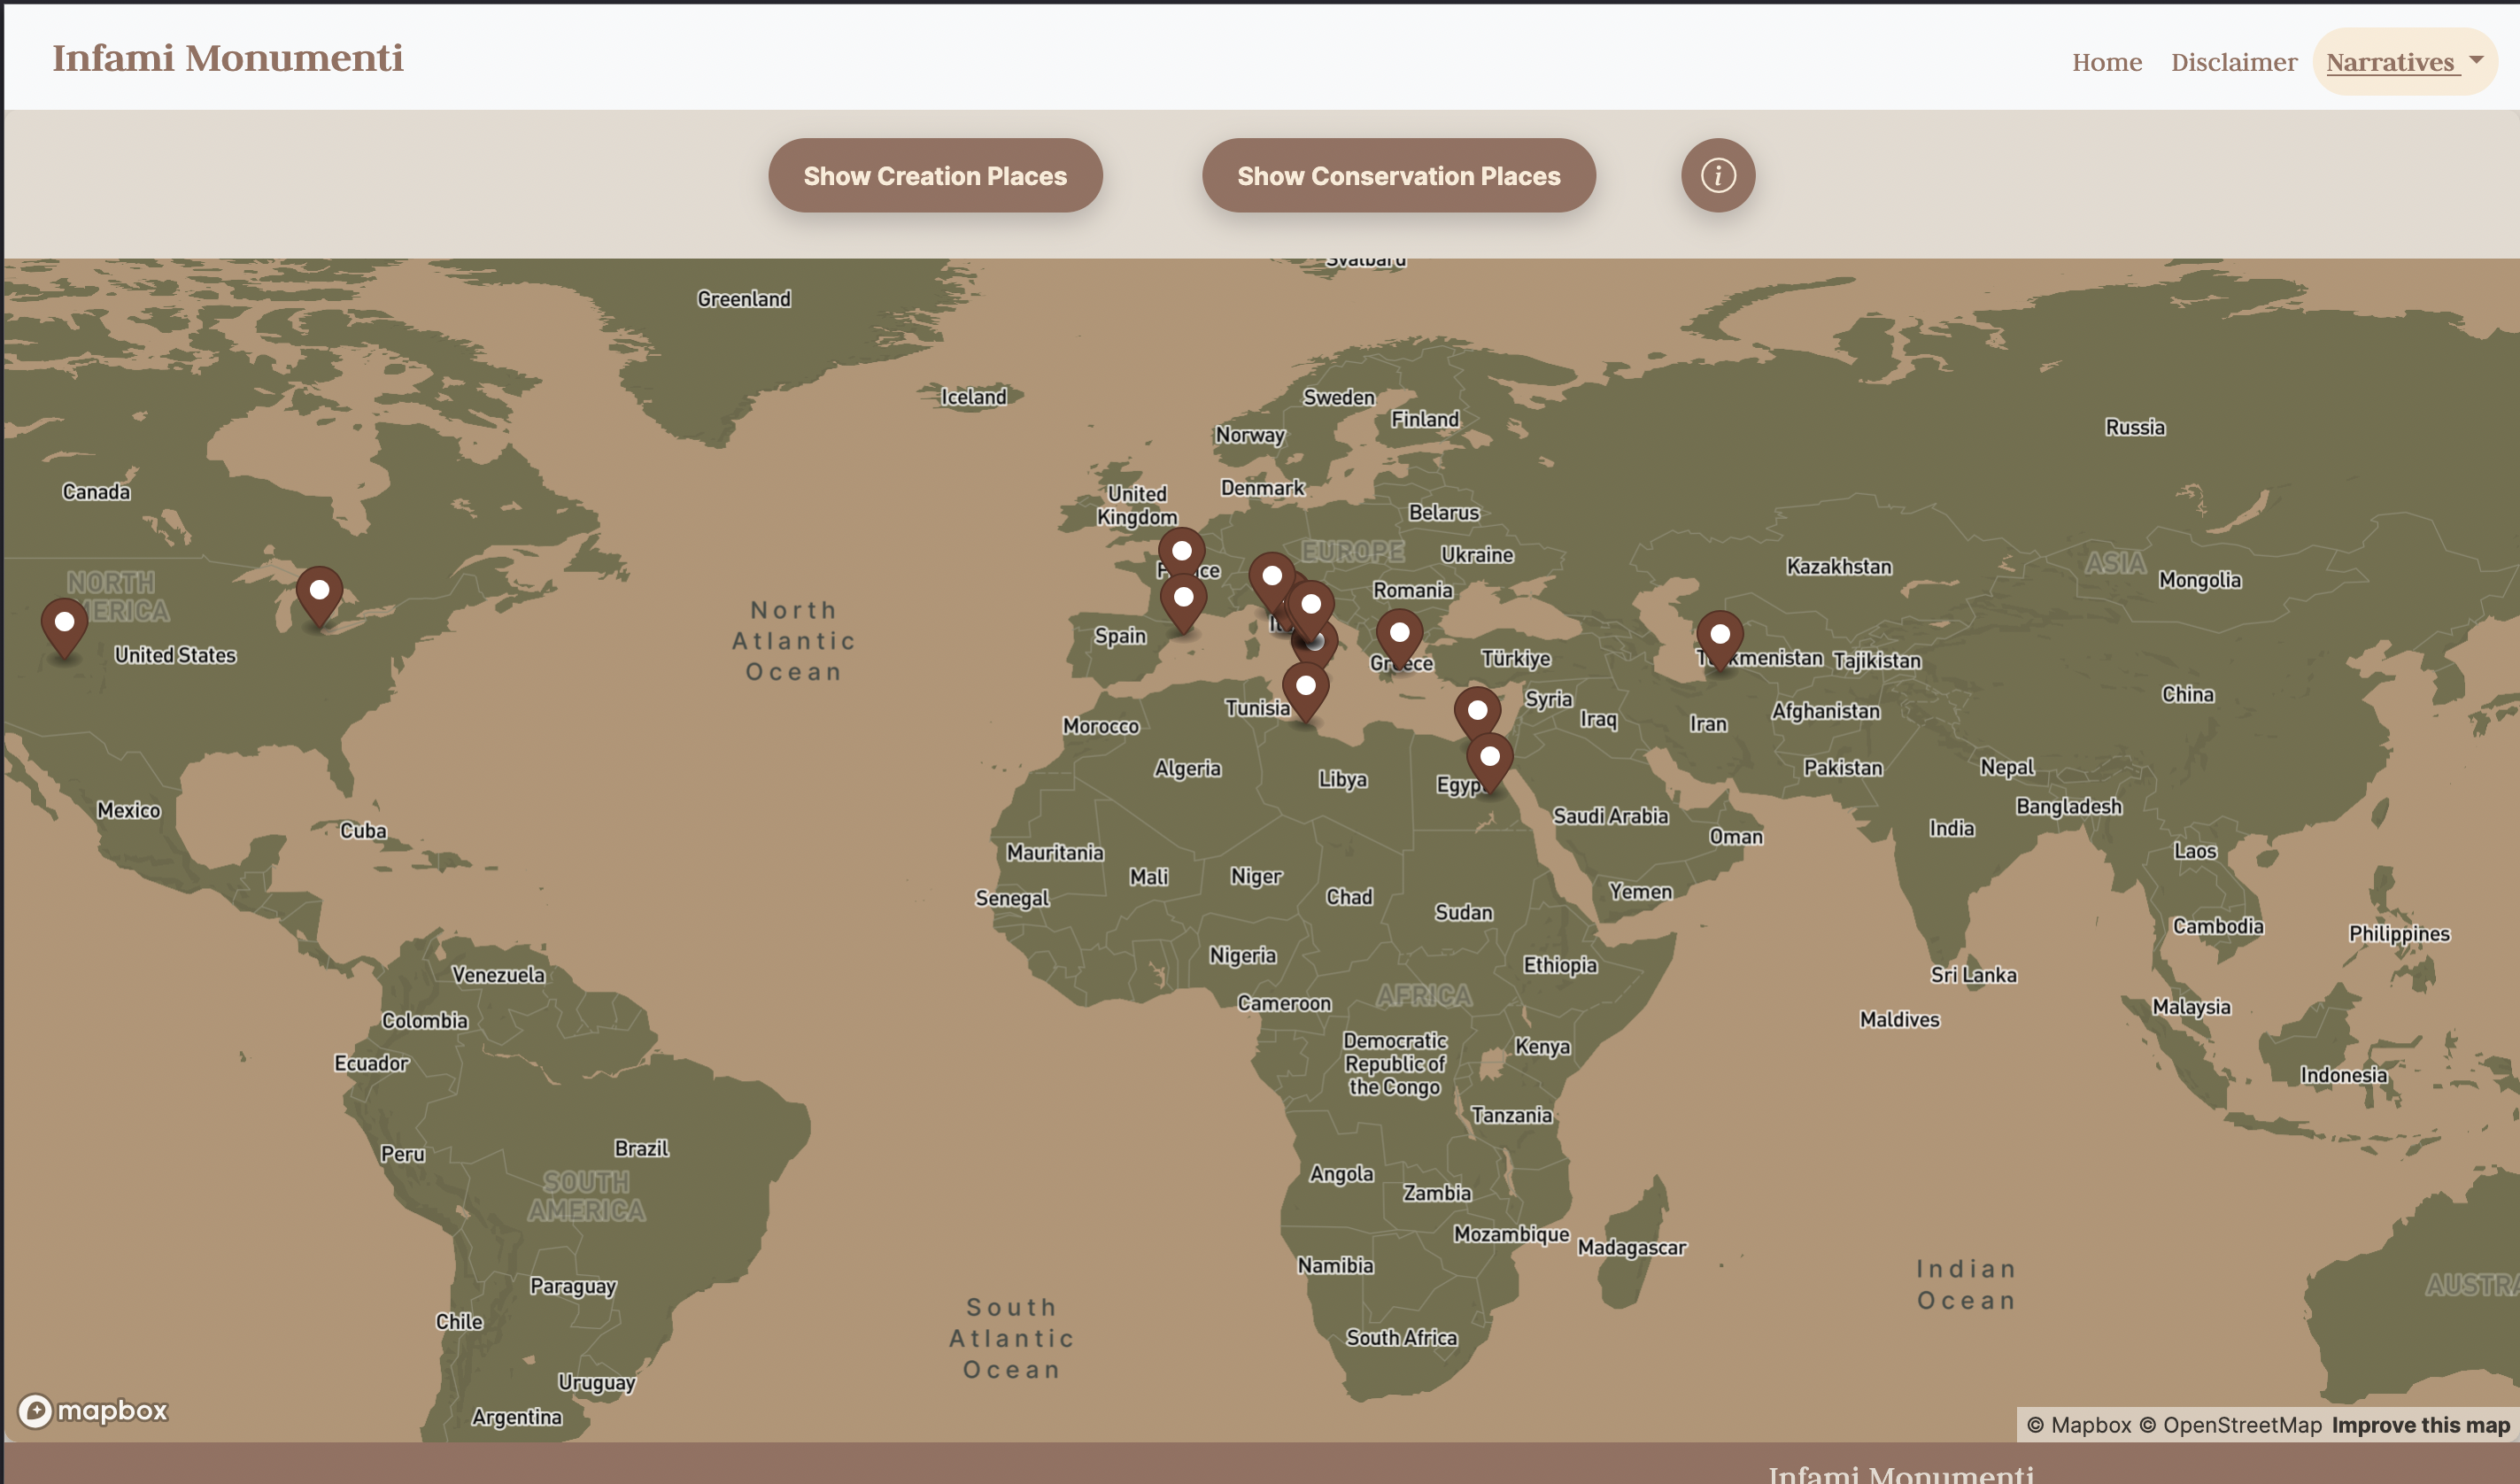 Infami Monumenti
Home
Disclaimer
Narratives
Show Creation Places
Show Conservation Places
i
Svalbard
Greenland
Iceland
Sweden
Finland
Norway
Russia
Canada
United
Kingdom
Denmark
Belarus
EUROPE
Ukraine
Kazakhstan
ASIA
Mongolia
NORTH
Romania
North
Atlantic
Ocean
Spain
United States
Greece
Türkiye
Turkmenistan
Tajikistan
China
Syria
Tunisia
Iraq
Iran
Afghanistan
Morocco
Algeria
Libya
Egypt
Pakistan
Nepal
Bangladesh
Mexico
Cuba
Saudi Arabia
Oman
India
Laos
Mauritania
Mali
Niger
Chad
Senegal
Sudan
Yemen
Cambodia
Philippines
Nigeria
Ethiopia
Venezuela
Sri Lanka
Cameroon
AFRICA
Malaysia
Colombia
Maldives
Ecuador
Democratic
Republic of
the Congo
Kenya
Indonesia
Tanzania
Brazil
Peru
SOUTH
AMERICA
Angola
Zambia
Mozambique
Madagascar
Namibia
Paraguay
Indian
Ocean
AUSTRA
South
Atlantic
Ocean
Chile
South Africa
Uruguay
Argentina
mapbox
© Mapbox © OpenStreetMap Improve this map
Infami Monumenti